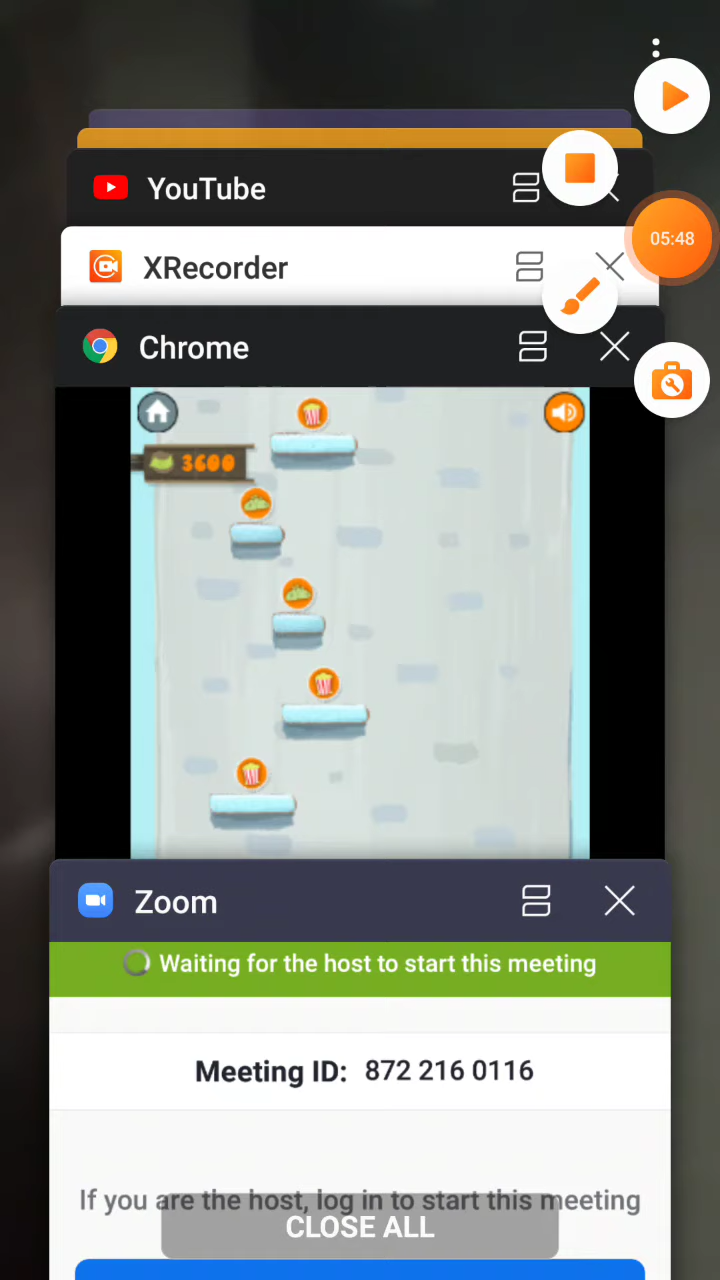 YouTube
XRecorder
05:48
Chrome
3600
Zoom
Waiting for the host to start this meeting
Meeting ID: 872 216 0116
If you are the host, log in to start this meeting
CLOSE ALL